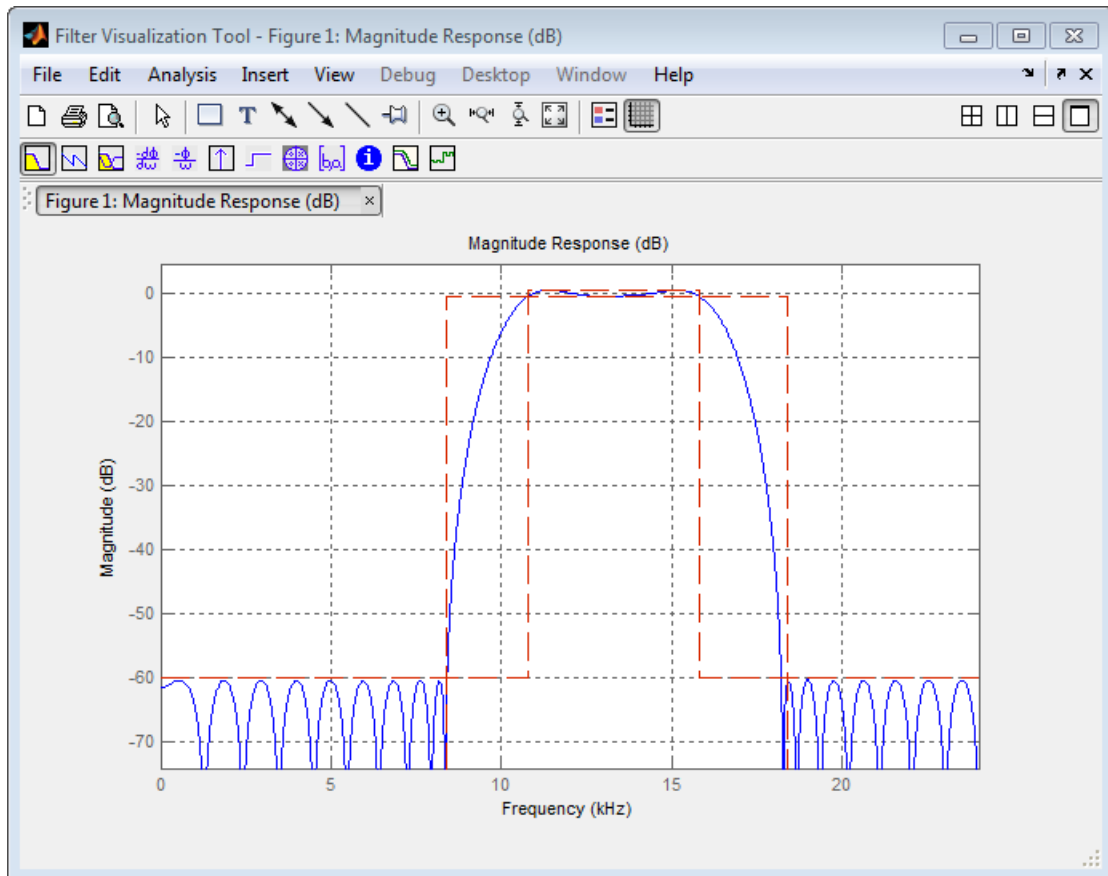 Filter Visualization Tool - Figure 1: Magnitude Response (dB)
File Edit Analysis Insert View Debug Desktop Window Help
T
[b,a] i
Figure 1: Magnitude Response (dB) ×
Magnitude Response (dB)
0
-10
-20
-30
-40
-50
-60
-70
Magnitude (dB)
0 5 10 15 20
Frequency (kHz)